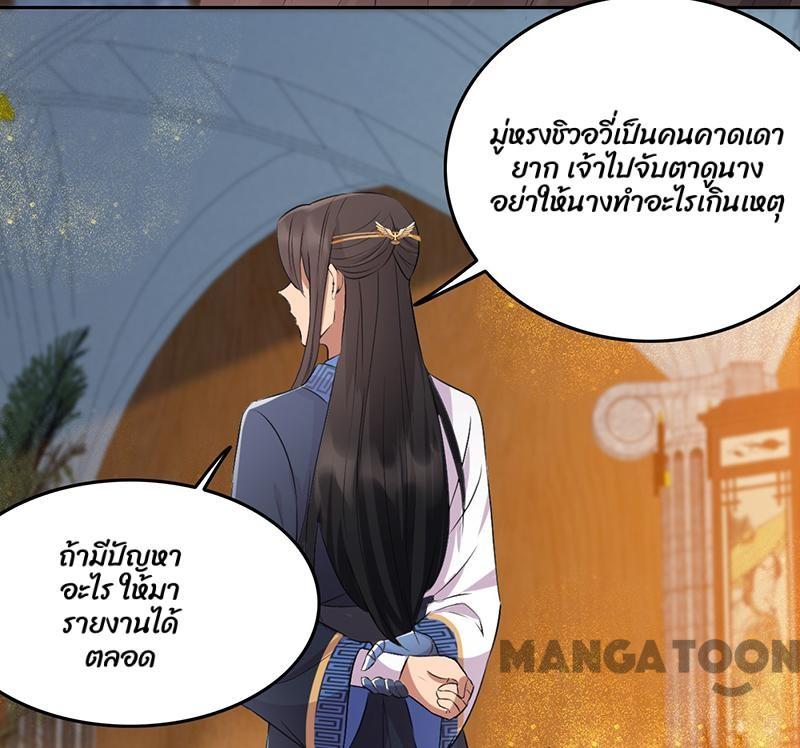 มู่หรงชิวอวี่เป็นคนคาดเดา
ยาก เจ้าไปจับตาดูนาง
อย่าให้นางทำอะไรเกินเหตุ
ถ้ามีปัญหา
อะไร ให้มา
รายงานได้
ตลอด
MANGATOON